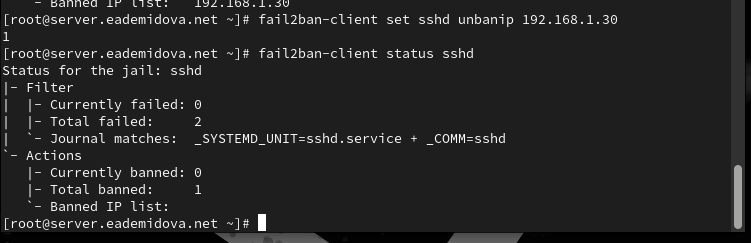 - Banned IP list:   192.168.1.30
[root@server.eademidova.net ~]# fail2ban-client set sshd unbanip 192.168.1.30
1
[root@server.eademidova.net ~]# fail2ban-client status sshd
Status for the jail: sshd
|- Filter
|  |- Currently failed: 0
|  |- Total failed:     2
|  `- Journal matches:  _SYSTEMD_UNIT=sshd.service + _COMM=sshd
`- Actions
   |- Currently banned: 0
   |- Total banned:     1
   `- Banned IP list:
[root@server.eademidova.net ~]#